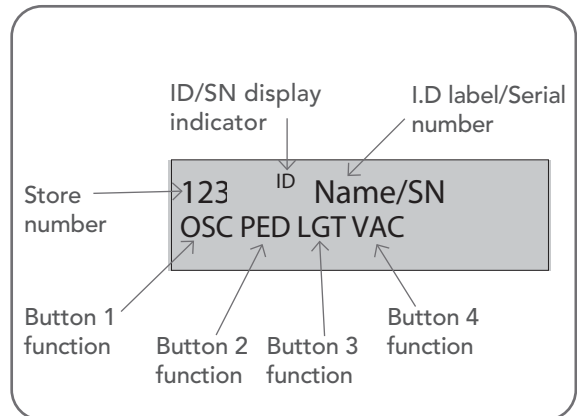 ID/SN display
indicator
I.D label/Serial
number
Store
number
123 ID Name/SN
OSC PED LGT VAC
Button 1
function
Button 2
function
Button 3
function
Button 4
function